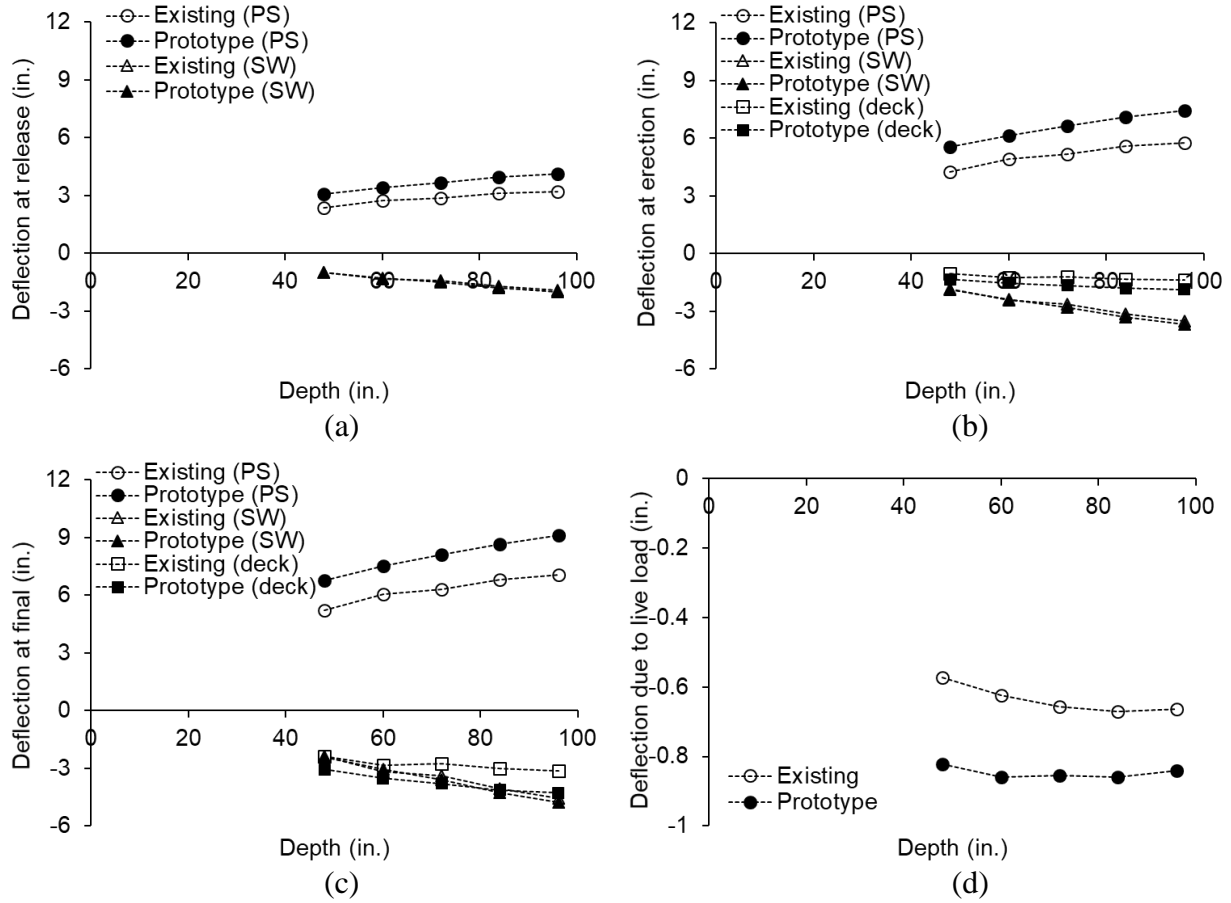 Deflection at release (in.)
12
9
6
3
0
-3
-6
0
20
40
60
80
100
Existing (PS)
Prototype (PS)
Existing (SW)
Prototype (SW)
Depth (in.)
(a)
Deflection at erection (in.)
12
9
6
3
0
-3
-6
0
20
40
60
80
100
Existing (PS)
Prototype (PS)
Existing (SW)
Prototype (SW)
Existing (deck)
Prototype (deck)
Depth (in.)
(b)
Deflection at final (in.)
12
9
6
3
0
-3
-6
0
20
40
60
80
100
Existing (PS)
Prototype (PS)
Existing (SW)
Prototype (SW)
Existing (deck)
Prototype (deck)
Depth (in.)
(c)
Deflection due to live load (in.)
0
-0.2
-0.4
-0.6
-0.8
-1
0
20
40
60
80
100
Existing
Prototype
Depth (in.)
(d)